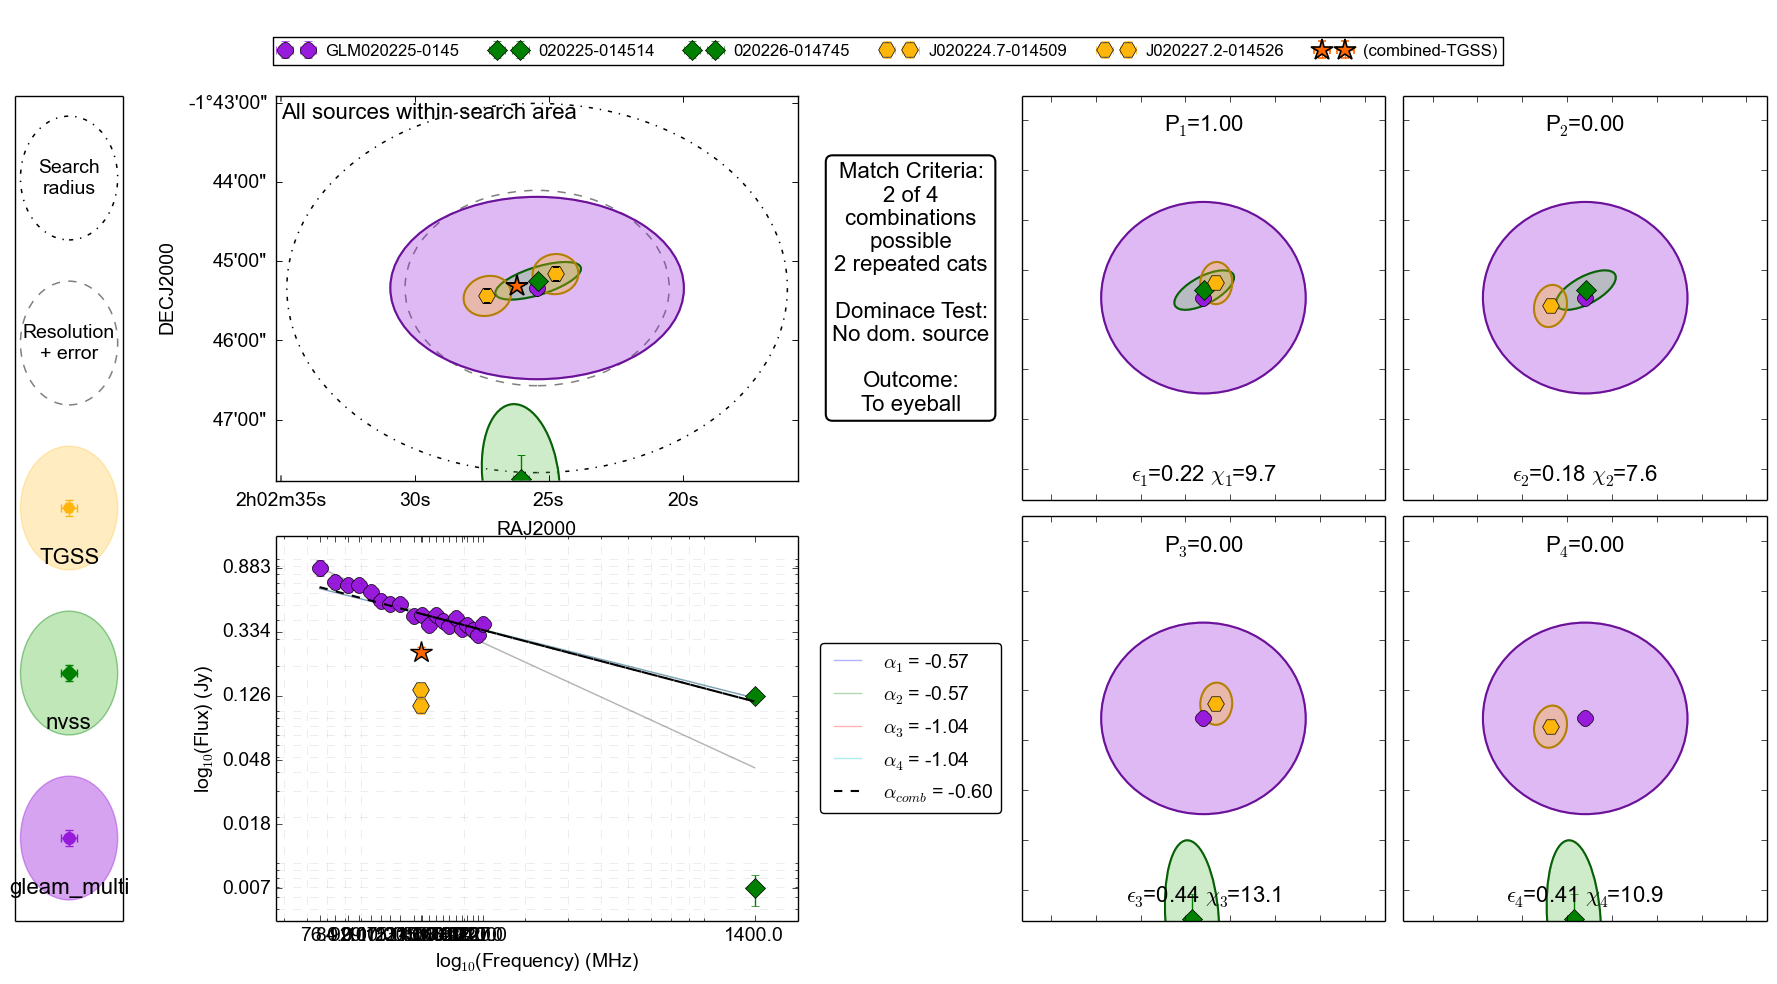 GLM020225-0145 020225-014514 020226-014745 J020224.7-014509 J020227.2-014526 (combined-TGSS)
Search
radius
Resolution
+ error
TGSS
nvss
gleam_multi
All sources within search area
-1°43'00"
44'00"
45'00"
46'00"
47'00"
DECJ2000
2h02m35s 30s 25s 20s
RAJ2000
Match Criteria:
2 of 4
combinations
possible
2 repeated cats
Dominace Test:
No dom. source
Outcome:
To eyeball
0.883
0.334
0.126
0.048
0.018
0.007
log10(Flux) (Jy)
1400.0
log10(Frequency) (MHz)
α1 = -0.57
α2 = -0.57
α3 = -1.04
α4 = -1.04
αcomb = -0.60
P1=1.00
ϵ1=0.22 χ1=9.7
P2=0.00
ϵ2=0.18 χ2=7.6
P3=0.00
ϵ3=0.44 χ3=13.1
P4=0.00
ϵ4=0.41 χ4=10.9